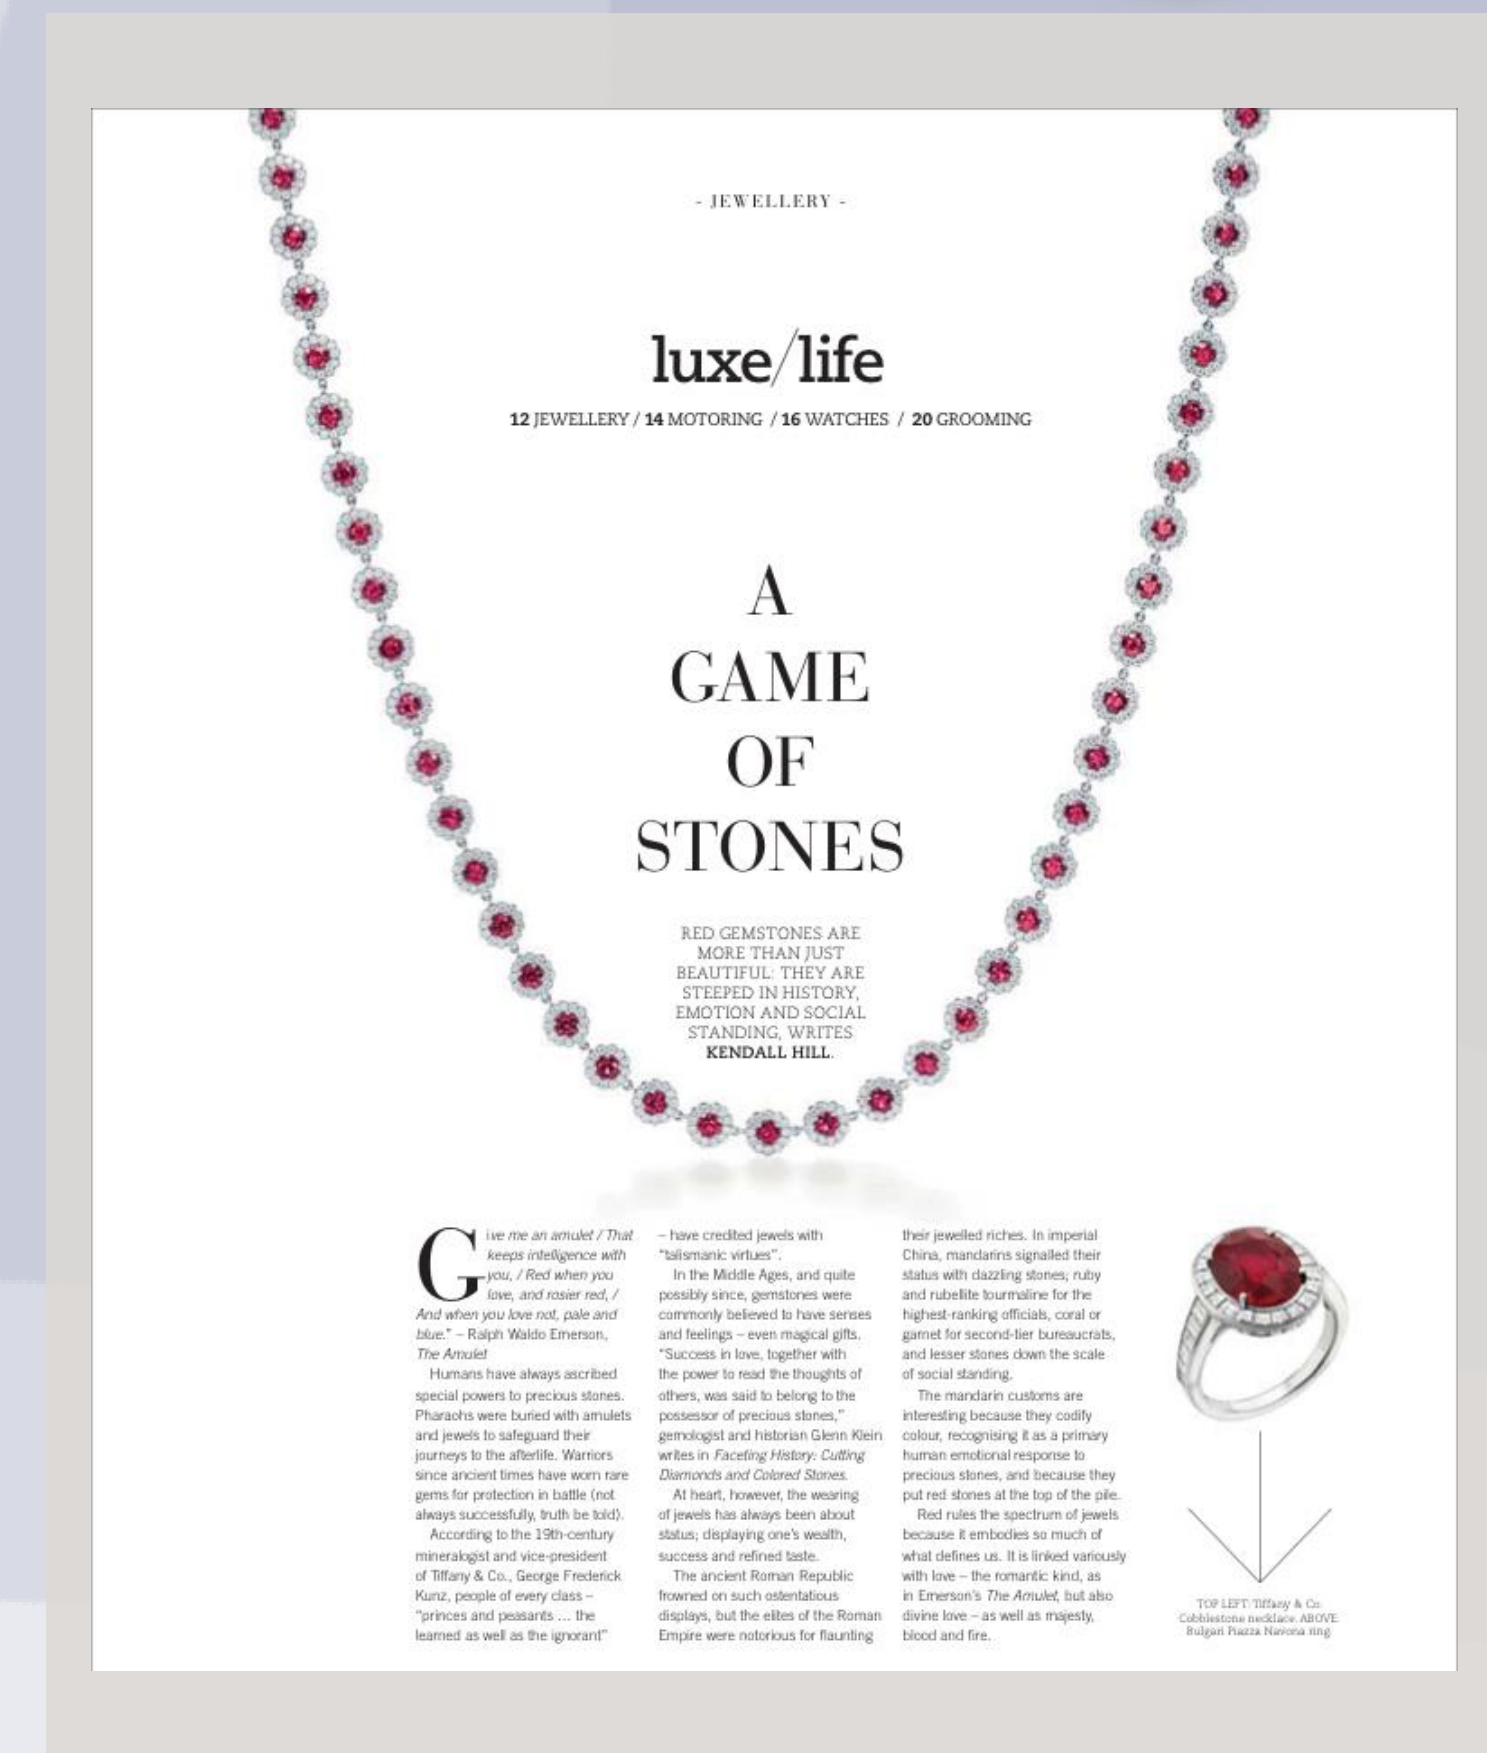 - JEWELLERY -
luxe/life
12 JEWELLERY / 14 MOTORING / 16 WATCHES / 20 GROOMING
A
GAME
OF
STONES
RED GEMSTONES ARE
MORE THAN JUST
BEAUTIFUL: THEY ARE
STEEPED IN HISTORY,
EMOTION AND SOCIAL
STANDING, WRITES
KENDALL HILL.
Give me an amulet / That
keeps intelligence with
you, / Red when you
love, and rosier red, /
And when you love not, pale and
blue." – Ralph Waldo Emerson,
The Amulet
Humans have always ascribed
special powers to precious stones.
Pharaohs were buried with amulets
and jewels to safeguard their
journeys to the afterlife. Warriors
since ancient times have worn rare
gems for protection in battle (not
always successfully, truth be told).
According to the 19th-century
mineralogist and vice-president
of Tiffany & Co., George Frederick
Kunz, people of every class –
"princes and peasants ... the
learned as well as the ignorant"
– have credited jewels with
"talismanic virtues".
In the Middle Ages, and quite
possibly since, gemstones were
commonly believed to have senses
and feelings – even magical gifts.
"Success in love, together with
the power to read the thoughts of
others, was said to belong to the
possessor of precious stones,"
gemologist and historian Glenn Klein
writes in Faceting History: Cutting
Diamonds and Colored Stones.
At heart, however, the wearing
of jewels has always been about
status; displaying one's wealth,
success and refined taste.
The ancient Roman Republic
frowned on such ostentatious
displays, but the elites of the Roman
Empire were notorious for flaunting
their jewelled riches. In imperial
China, mandarins signalled their
status with dazzling stones; ruby
and rubellite tourmaline for the
highest-ranking officials, coral or
garnet for second-tier bureaucrats,
and lesser stones down the scale
of social standing.
The mandarin customs are
interesting because they codify
colour, recognising it as a primary
human emotional response to
precious stones, and because they
put red stones at the top of the pile.
Red rules the spectrum of jewels
because it embodies so much of
what defines us. It is linked variously
with love – the romantic kind, as
in Emerson's The Amulet, but also
divine love – as well as majesty,
blood and fire.
TOP LEFT: Tiffany & Co.
Cobblestone necklace. ABOVE:
Bulgari Piazza Navona ring.